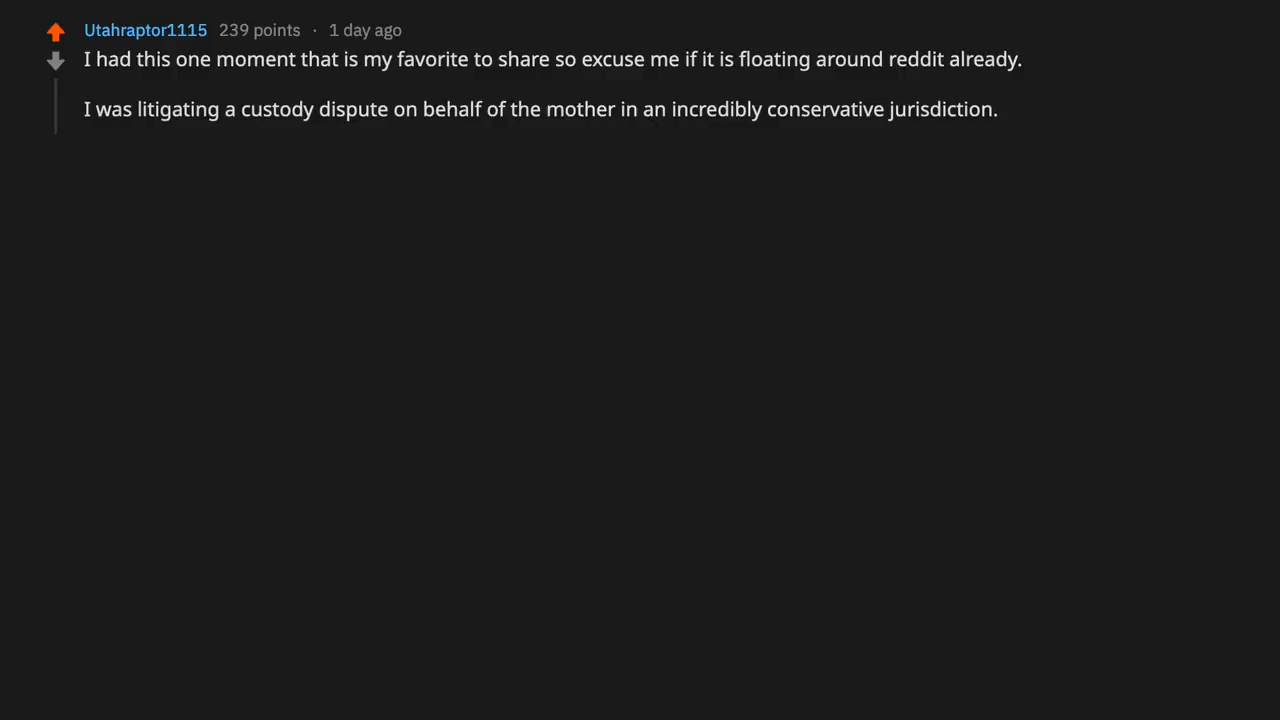 Utahraptor1115 239 points · 1 day ago
I had this one moment that is my favorite to share so excuse me if it is floating around reddit already.
I was litigating a custody dispute on behalf of the mother in an incredibly conservative jurisdiction.